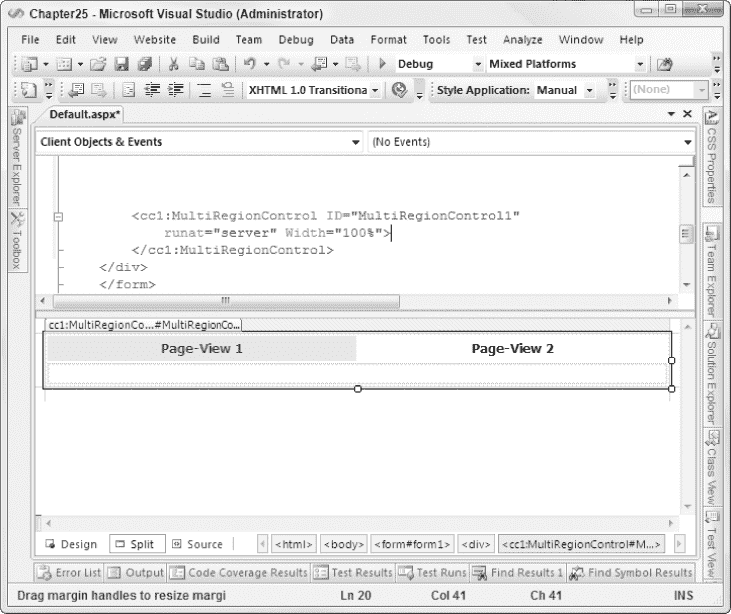 Chapter25 - Microsoft Visual Studio (Administrator)
File Edit View Website Build Team Debug Data Format Tools Test Analyze Window Help
Debug Mixed Platforms
XHTML 1.0 Transitiona Style Application: Manual (None)
Server Explorer
Toolbox
Default.aspx*
Client Objects & Events (No Events)
<cc1:MultiRegionControl ID="MultiRegionControl1"
runat="server" Width="100%">
</cc1:MultiRegionControl>
</div>
</form>
cc1:MultiRegionCo...#MultiRegionCo...
Page-View 1 Page-View 2
CSS Properties
Team Explorer
Solution Explorer
Class View
Test View
Design Split Source <html> <body> <form#form1> <div> <cc1:MultiRegionControl#M...>
Error List Output Code Coverage Results Test Results Test Runs Find Results 1 Find Symbol Results
Drag margin handles to resize margi Ln 20 Col 41 Ch 41 INS